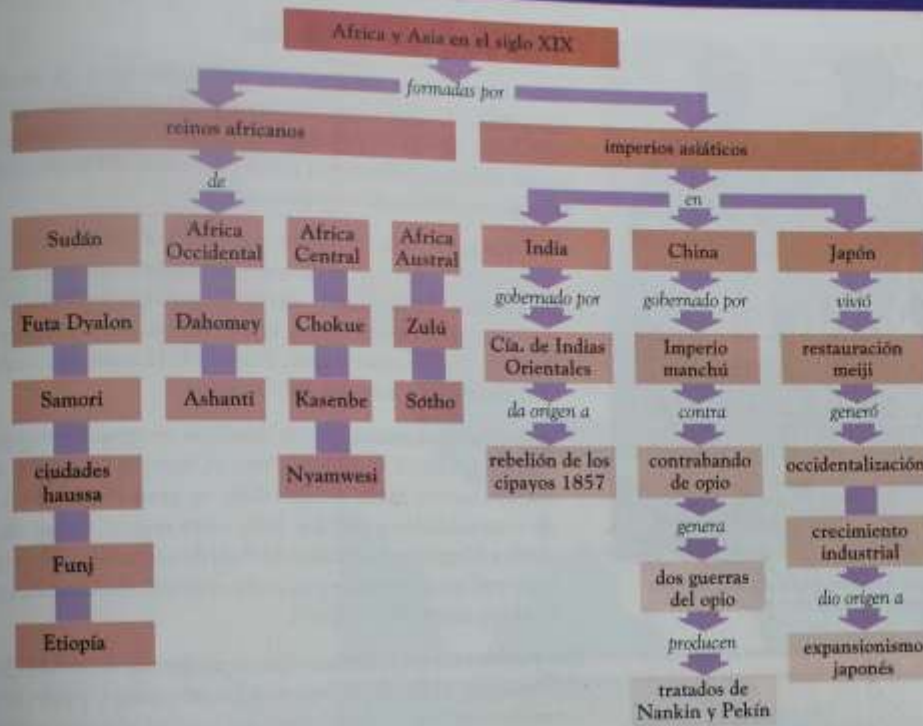 Africa y Asia en el siglo XIX
formadas por
reinos africanos
imperios asiáticos
de
en
Sudán
Africa
Occidental
Africa
Central
Africa
Austral
India
China
Japón
gobernado por
gobernado por
vivió
Futa Dyalon
Dahomey
Chokue
Zulú
Cía. de Indias
Orientales
Imperio
manchú
restauración
meiji
Samori
Ashanti
Kasenbe
Sotho
da origen a
contra
generó
ciudades
haussa
Nyamwesi
rebelión de los
cipayos 1857
contrabando
de opio
occidentalización
genera
crecimiento
industrial
Funj
dos guerras
del opio
dio origen a
Etiopía
producen
expansionismo
japonés
tratados de
Nankin y Pekín